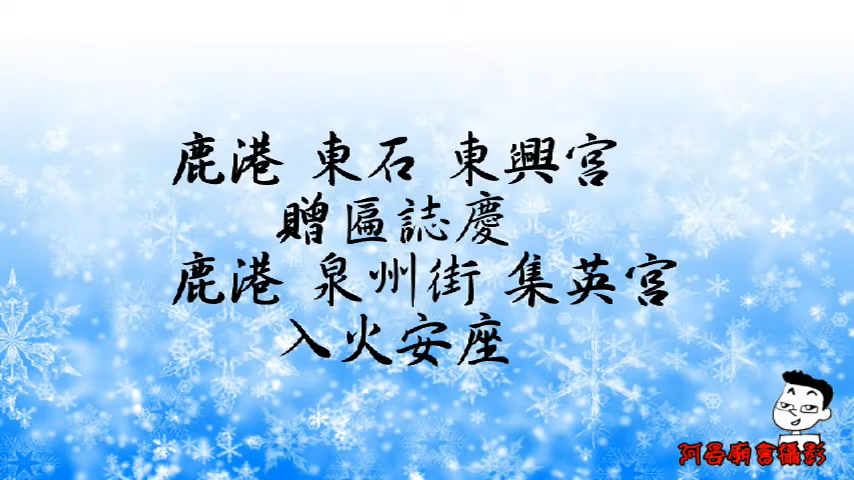 鹿港 東石 東興宮
贈匾誌慶
鹿港 泉州街 集英宮
入火安座
阿呂廟會攝影